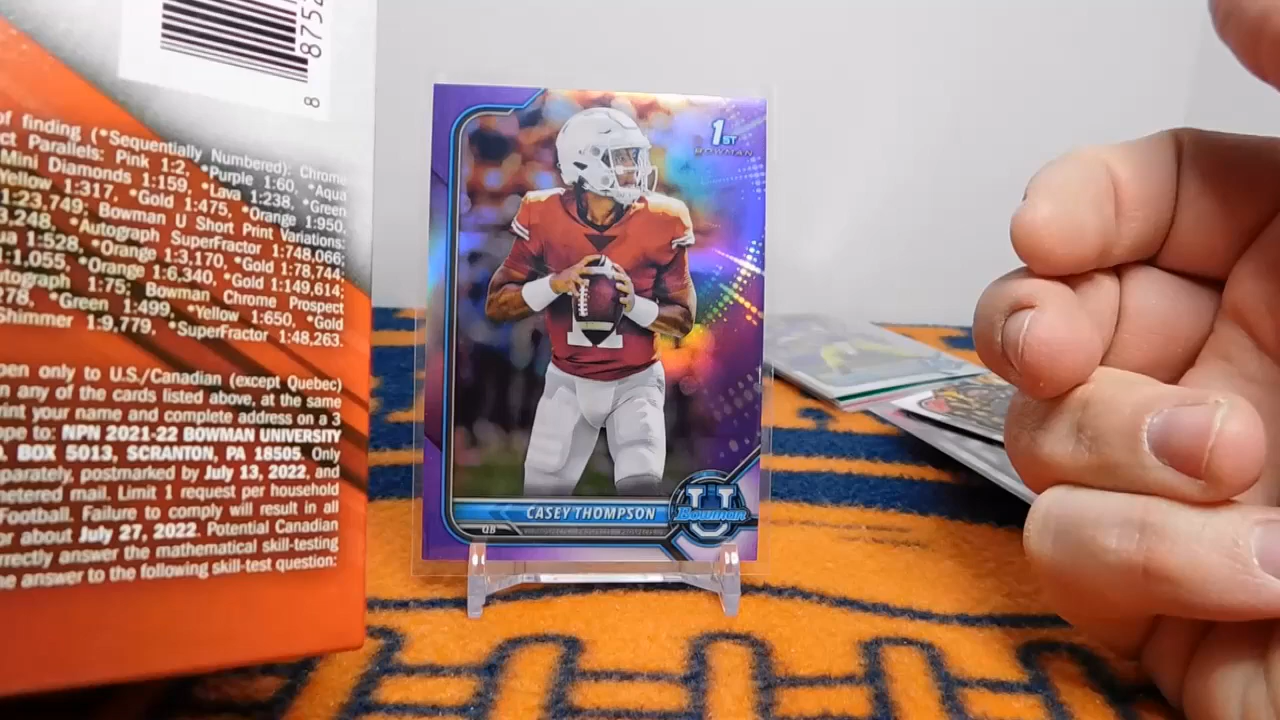 8 8752
of finding (*Sequentially Numbered): Chrome
ct Parallels: Pink 1:2, *Purple 1:60, *Aqua
Mini Diamonds 1:159, *Lava 1:238, *Green
Yellow 1:317, *Gold 1:475, *Orange 1:950,
1:23,749; Bowman U Short Print Variations:
3,248, *Autograph SuperFractor 1:748,066;
ua 1:528, *Orange 3,170, *Gold 1:78,744;
1:1,055, *Orange 1:6,340, *Gold 1:149,614;
tograph 1:75; Bowman Chrome Prospect
278, *Green 1:499, *Yellow 1:650, *Gold
Shimmer 1:9,779, *SuperFractor 1:48,263.
pen only to U.S./Canadian (except Quebec)
n any of the cards listed above, at the same
rint your name and complete address on a 3
ope to: NPN 2021-22 BOWMAN UNIVERSITY
. BOX 5013, SCRANTON, PA 18505. Only
parately, postmarked by July 13, 2022, and
metered mail. Limit 1 request per household
Football. Failure to comply will result in all
or about July 27, 2022. Potential Canadian
rrectly answer the mathematical skill-testing
he answer to the following skill-test question:
1ST
BOWMAN
CASEY THOMPSON
QB
U
Bowman